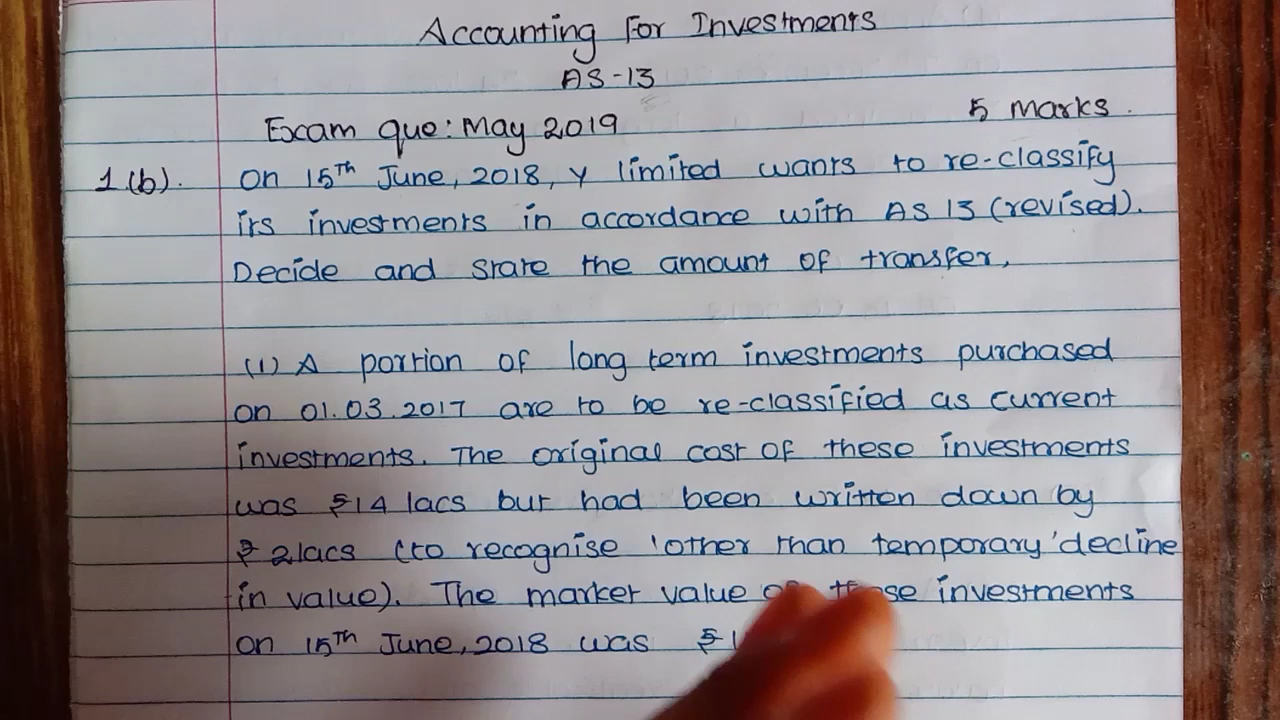 Accounting For Investments
AS-13
5 marks.
Exam que: May 2019
1(b). On 15th June, 2018, Y limited wants to re-classify
its investments in accordance with AS 13 (revised).
Decide and state the amount of transfer,
(1) A portion of long term investments purchased
on 01.03.2017 are to be re-classified as current
investments. The original cost of these investments
was ₹14 lacs but had been written down by
₹ 2lacs (to recognise 'other than temporary' decline
in value). The market value of these investments
on 15th June, 2018 was ₹